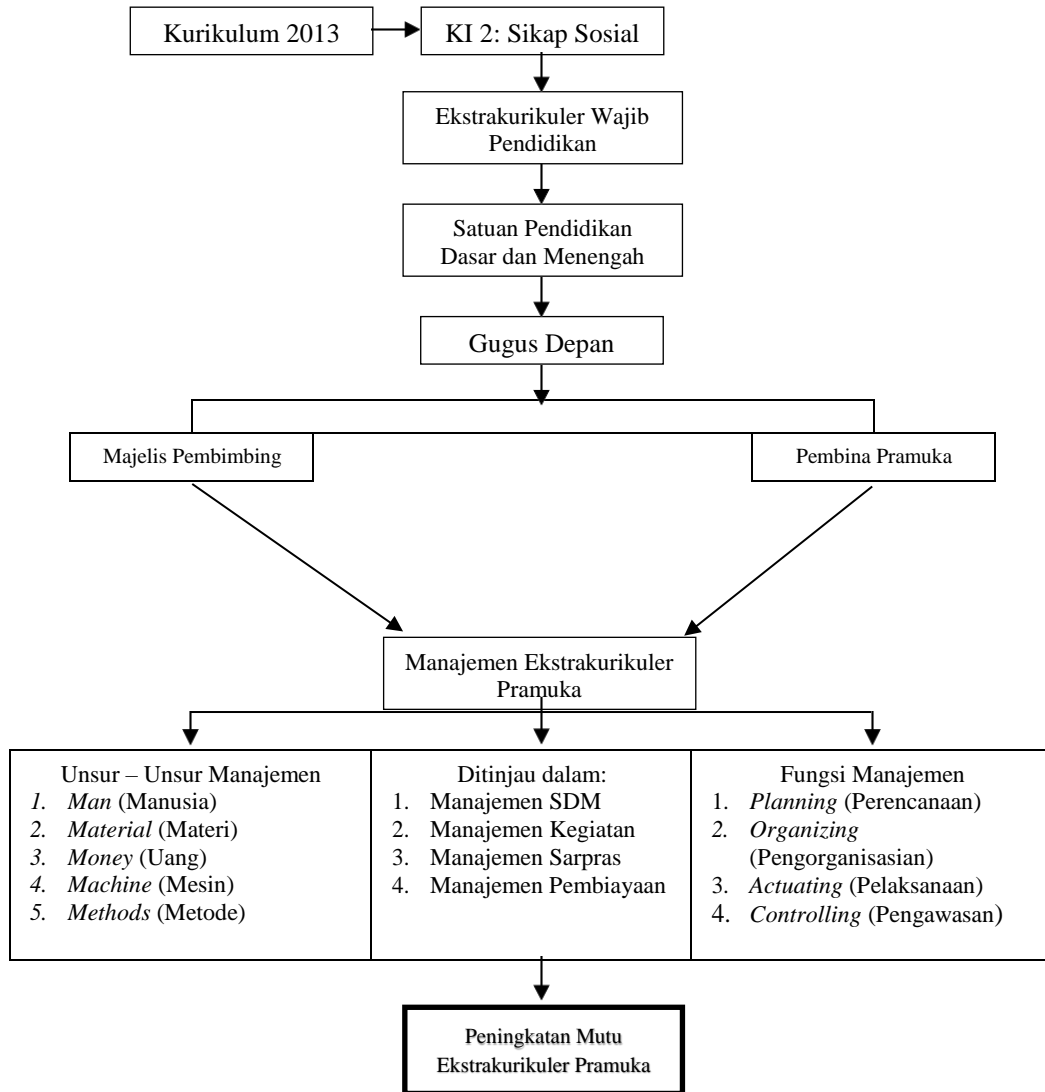 Kurikulum 2013
KI 2: Sikap Sosial
Ekstrakurikuler Wajib
Pendidikan
Satuan Pendidikan
Dasar dan Menengah
Gugus Depan
Majelis Pembimbing
Pembina Pramuka
Manajemen Ekstrakurikuler
Pramuka
Unsur – Unsur Manajemen
1. Man (Manusia)
2. Material (Materi)
3. Money (Uang)
4. Machine (Mesin)
5. Methods (Metode)
Ditinjau dalam:
1. Manajemen SDM
2. Manajemen Kegiatan
3. Manajemen Sarpras
4. Manajemen Pembiayaan
Fungsi Manajemen
1. Planning (Perencanaan)
2. Organizing
(Pengorganisasian)
3. Actuating (Pelaksanaan)
4. Controlling (Pengawasan)
Peningkatan Mutu
Ekstrakurikuler Pramuka